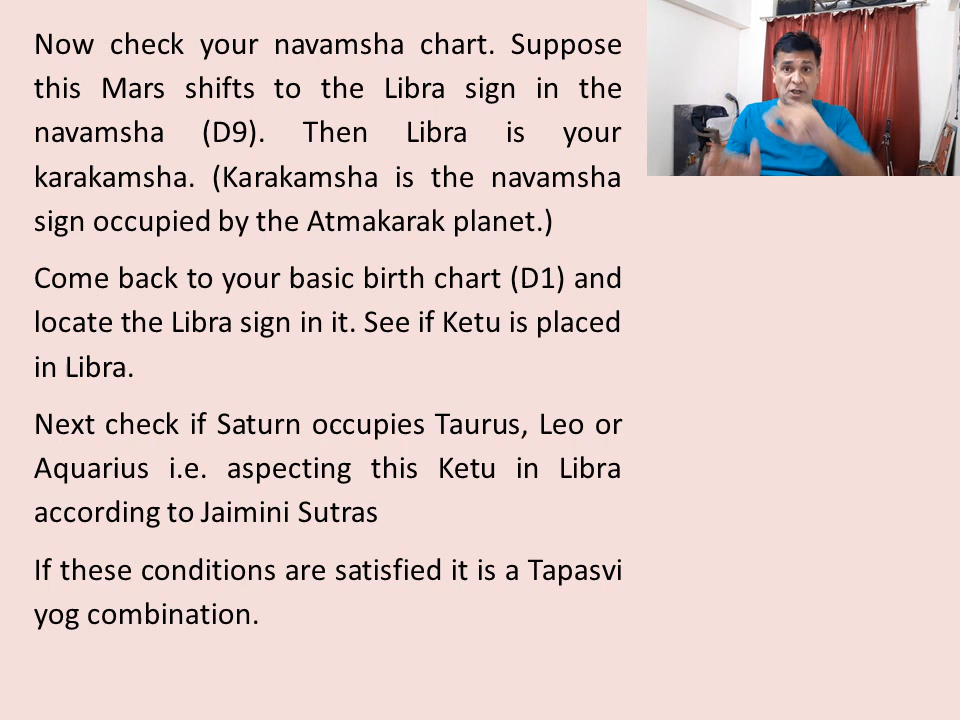 Now check your navamsha chart. Suppose
this Mars shifts to the Libra sign in the
navamsha (D9). Then Libra is your
karakamsha. (Karakamsha is the navamsha
sign occupied by the Atmakarak planet.)
Come back to your basic birth chart (D1) and
locate the Libra sign in it. See if Ketu is placed
in Libra.
Next check if Saturn occupies Taurus, Leo or
Aquarius i.e. aspecting this Ketu in Libra
according to Jaimini Sutras
If these conditions are satisfied it is a Tapasvi
yog combination.